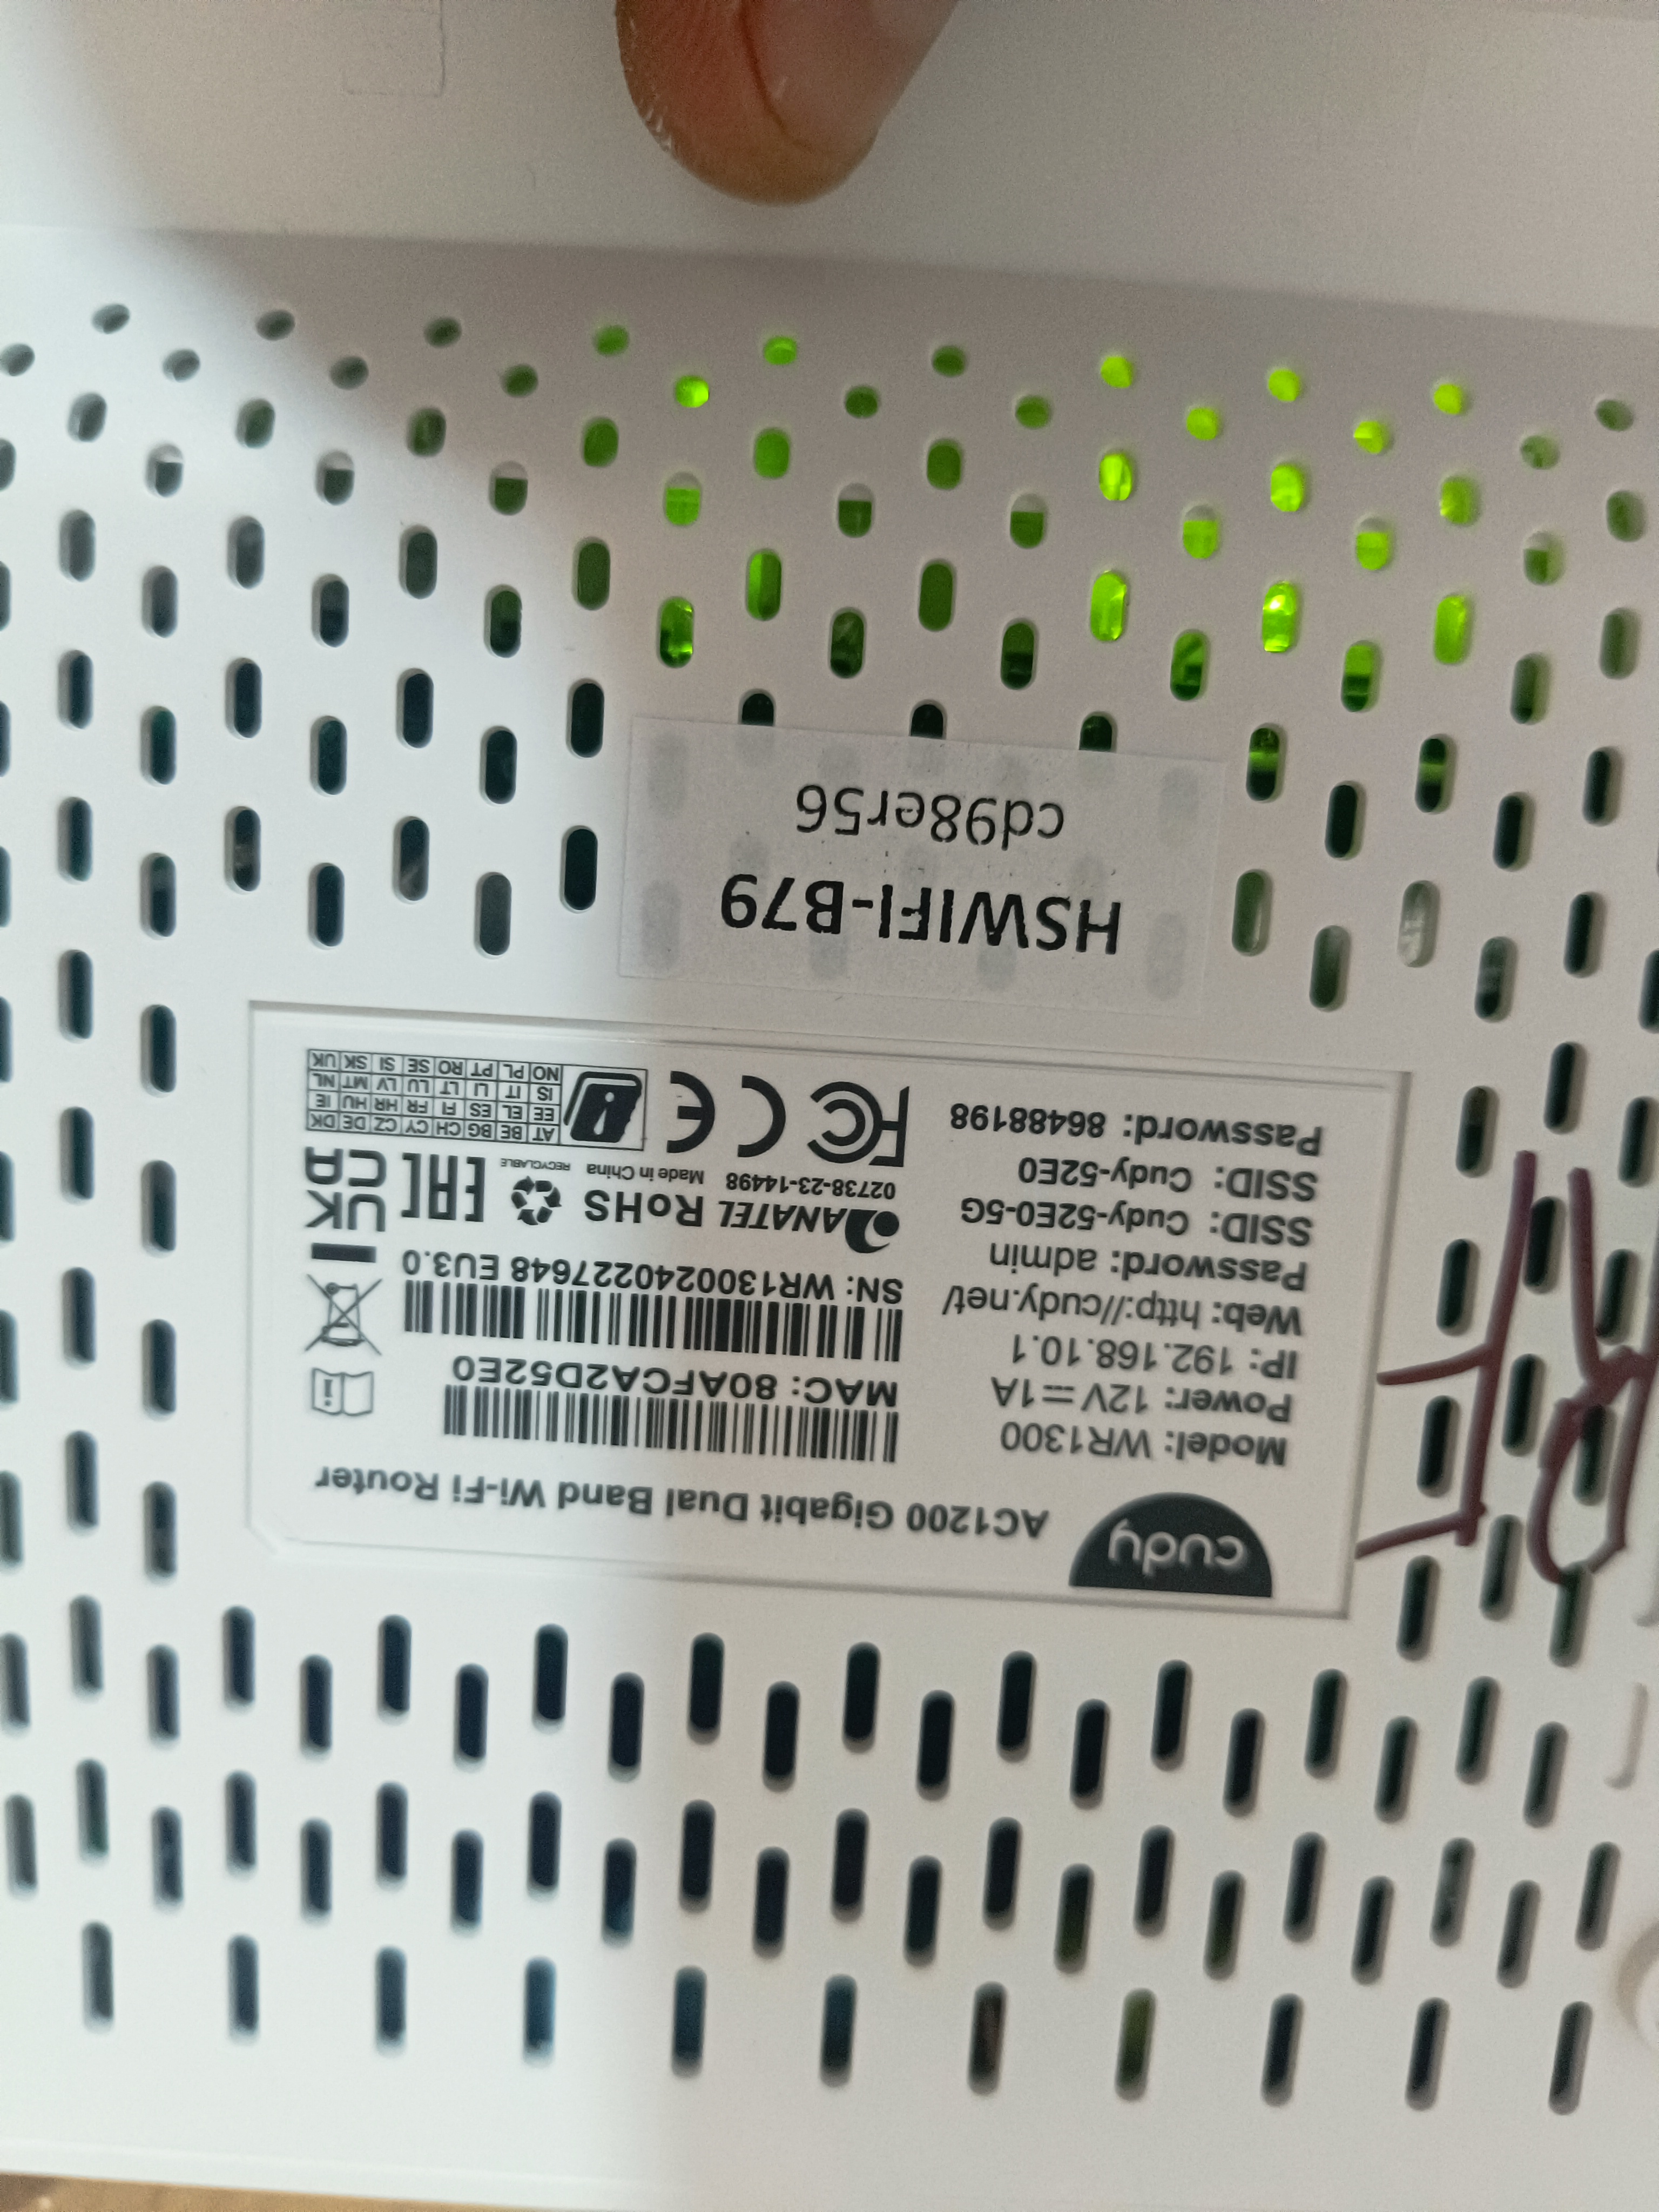 cudy
AC1200 Gigabit Dual Band Wi-Fi Router
Model: WR1300
Power: 12V⎓1A
IP: 192.168.10.1
Web: http://cudy.net/
Password: admin
SSID: Cudy-52E0-5G
SSID: Cudy-52E0
Password: 86488198
MAC: 80AFCA2D52E0
SN: WR1300240227648 EU3.0
ANATEL RoHS
02738-23-14498 Made in China
RECYCLABLE
EAC
UK
CA
FC CE
AT BE BG CH CY CZ DE DK
EE EL ES FI FR HR HU IE
IS IT LI LT LU LV MT NL
NO PL PT RO SE SI SK UK
HSWIFI-B79
cd98er56